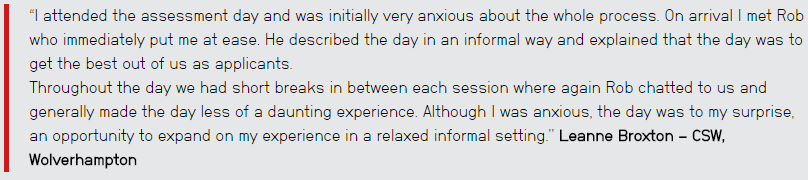 “I attended the assessment day and was initially very anxious about the whole process. On arrival I met Rob
who immediately put me at ease. He described the day in an informal way and explained that the day was to
get the best out of us as applicants.
Throughout the day we had short breaks in between each session where again Rob chatted to us and
generally made the day less of a daunting experience. Although I was anxious, the day was to my surprise,
an opportunity to expand on my experience in a relaxed informal setting.” Leanne Broxton – CSW,
Wolverhampton